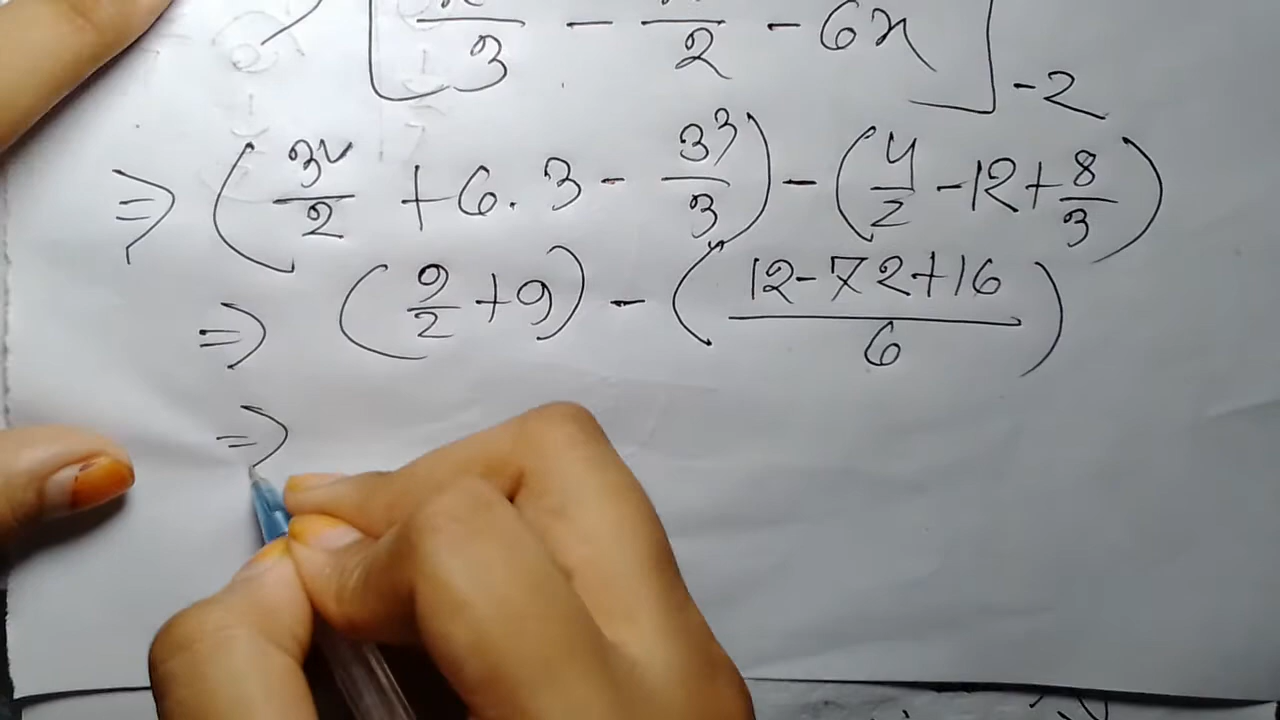 [ /3 - /2 - 6x ]-2
⇒ (3²/2 + 6.3 - 3³/3) - (4/2 - 12 + 8/3)
⇒ (9/2 + 9) - (12 - 72 + 16/6)
⇒